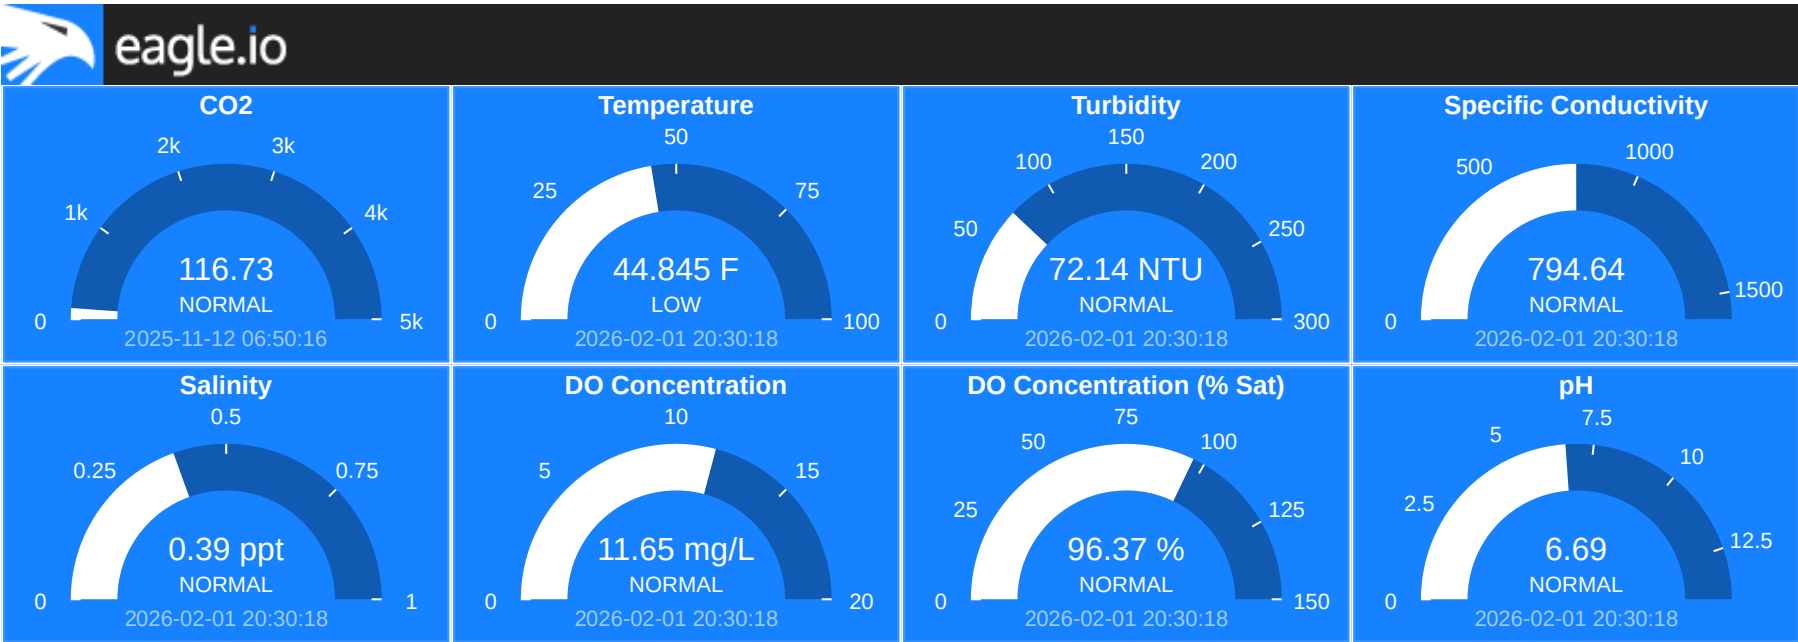 eagle.io
CO2
0
1k
2k
3k
4k
5k
116.73
NORMAL
2025-11-12 06:50:16
Temperature
0
25
50
75
100
44.845 F
LOW
2026-02-01 20:30:18
Turbidity
0
50
100
150
200
250
300
72.14 NTU
NORMAL
2026-02-01 20:30:18
Specific Conductivity
0
500
1000
1500
794.64
NORMAL
2026-02-01 20:30:18
Salinity
0
0.25
0.5
0.75
1
0.39 ppt
NORMAL
2026-02-01 20:30:18
DO Concentration
0
5
10
15
20
11.65 mg/L
NORMAL
2026-02-01 20:30:18
DO Concentration (% Sat)
0
25
50
75
100
125
150
96.37 %
NORMAL
2026-02-01 20:30:18
pH
0
2.5
5
7.5
10
12.5
6.69
NORMAL
2026-02-01 20:30:18